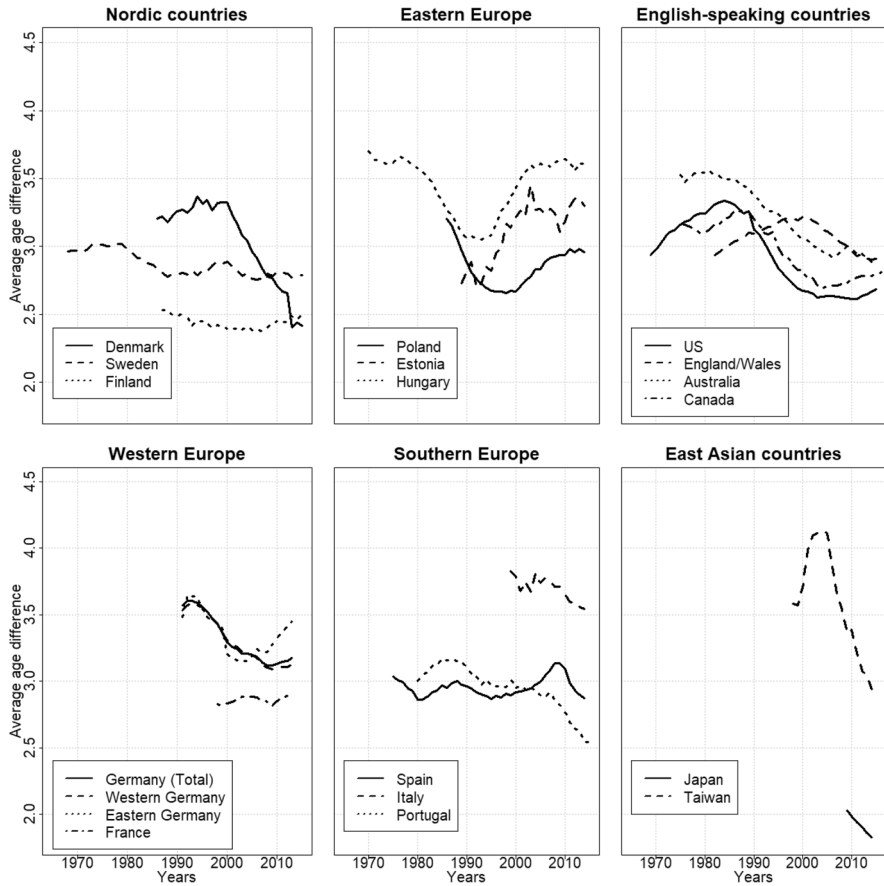 Nordic countries
Eastern Europe
English-speaking countries
Average age difference
4.5
4.0
3.5
3.0
2.5
2.0
Denmark
Sweden
Finland
Poland
Estonia
Hungary
US
England/Wales
Australia
Canada
Western Europe
Southern Europe
East Asian countries
Average age difference
4.5
4.0
3.5
3.0
2.5
2.0
Germany (Total)
Western Germany
Eastern Germany
France
Spain
Italy
Portugal
Japan
Taiwan
1970 1980 1990 2000 2010
Years
1970 1980 1990 2000 2010
Years
1970 1980 1990 2000 2010
Years